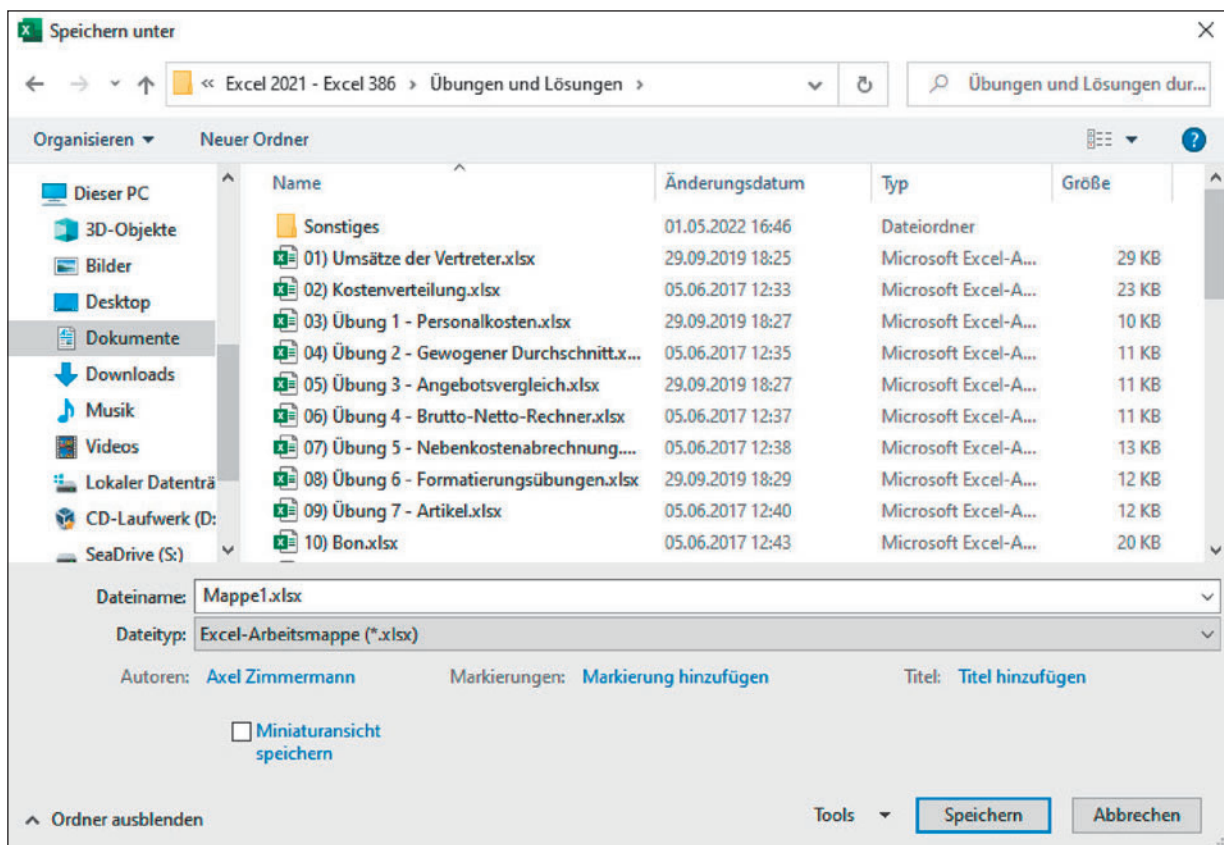 Speichern unter
« Excel 2021 - Excel 386 › Übungen und Lösungen ›
Übungen und Lösungen dur...
Organisieren
Neuer Ordner
Name Änderungsdatum Typ Größe
Dieser PC
3D-Objekte
Bilder
Desktop
Dokumente
Downloads
Musik
Videos
Lokaler Datenträ
CD-Laufwerk (D:
SeaDrive (S:)
Sonstiges 01.05.2022 16:46 Dateiordner
01) Umsätze der Vertreter.xlsx 29.09.2019 18:25 Microsoft Excel-A... 29 KB
02) Kostenverteilung.xlsx 05.06.2017 12:33 Microsoft Excel-A... 23 KB
03) Übung 1 - Personalkosten.xlsx 29.09.2019 18:27 Microsoft Excel-A... 10 KB
04) Übung 2 - Gewogener Durchschnitt.x... 05.06.2017 12:35 Microsoft Excel-A... 11 KB
05) Übung 3 - Angebotsvergleich.xlsx 29.09.2019 18:27 Microsoft Excel-A... 11 KB
06) Übung 4 - Brutto-Netto-Rechner.xlsx 05.06.2017 12:37 Microsoft Excel-A... 11 KB
07) Übung 5 - Nebenkostenabrechnung.... 05.06.2017 12:38 Microsoft Excel-A... 13 KB
08) Übung 6 - Formatierungsübungen.xlsx 29.09.2019 18:29 Microsoft Excel-A... 12 KB
09) Übung 7 - Artikel.xlsx 05.06.2017 12:40 Microsoft Excel-A... 12 KB
10) Bon.xlsx 05.06.2017 12:43 Microsoft Excel-A... 20 KB
Dateiname: Mappe1.xlsx
Dateityp: Excel-Arbeitsmappe (*.xlsx)
Autoren: Axel Zimmermann Markierungen: Markierung hinzufügen Titel: Titel hinzufügen
Miniaturansicht
speichern
Ordner ausblenden
Tools Speichern Abbrechen